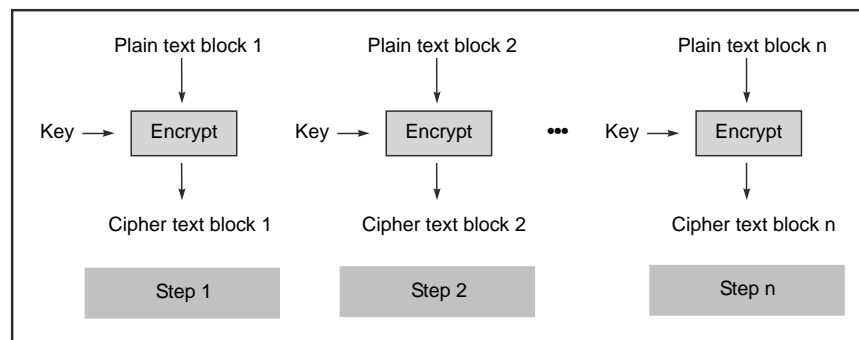 Plain text block 1 Plain text block 2 Plain text block n
Key Encrypt Key Encrypt ••• Key Encrypt
Cipher text block 1 Cipher text block 2 Cipher text block n
Step 1 Step 2 Step n